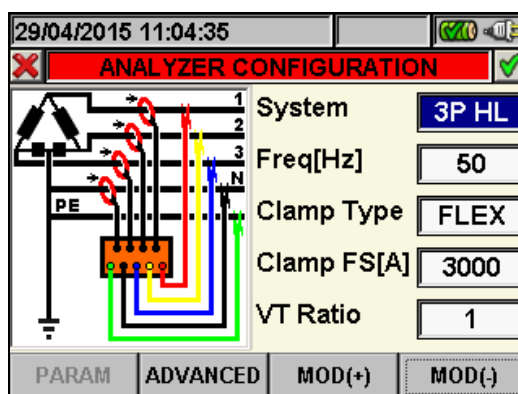 29/04/2015 11:04:35
ANALYZER CONFIGURATION
1
2
3
N
PE
System 3P HL
Freq[Hz] 50
Clamp Type FLEX
Clamp FS[A] 3000
VT Ratio 1
PARAM ADVANCED MOD(+) MOD(-)